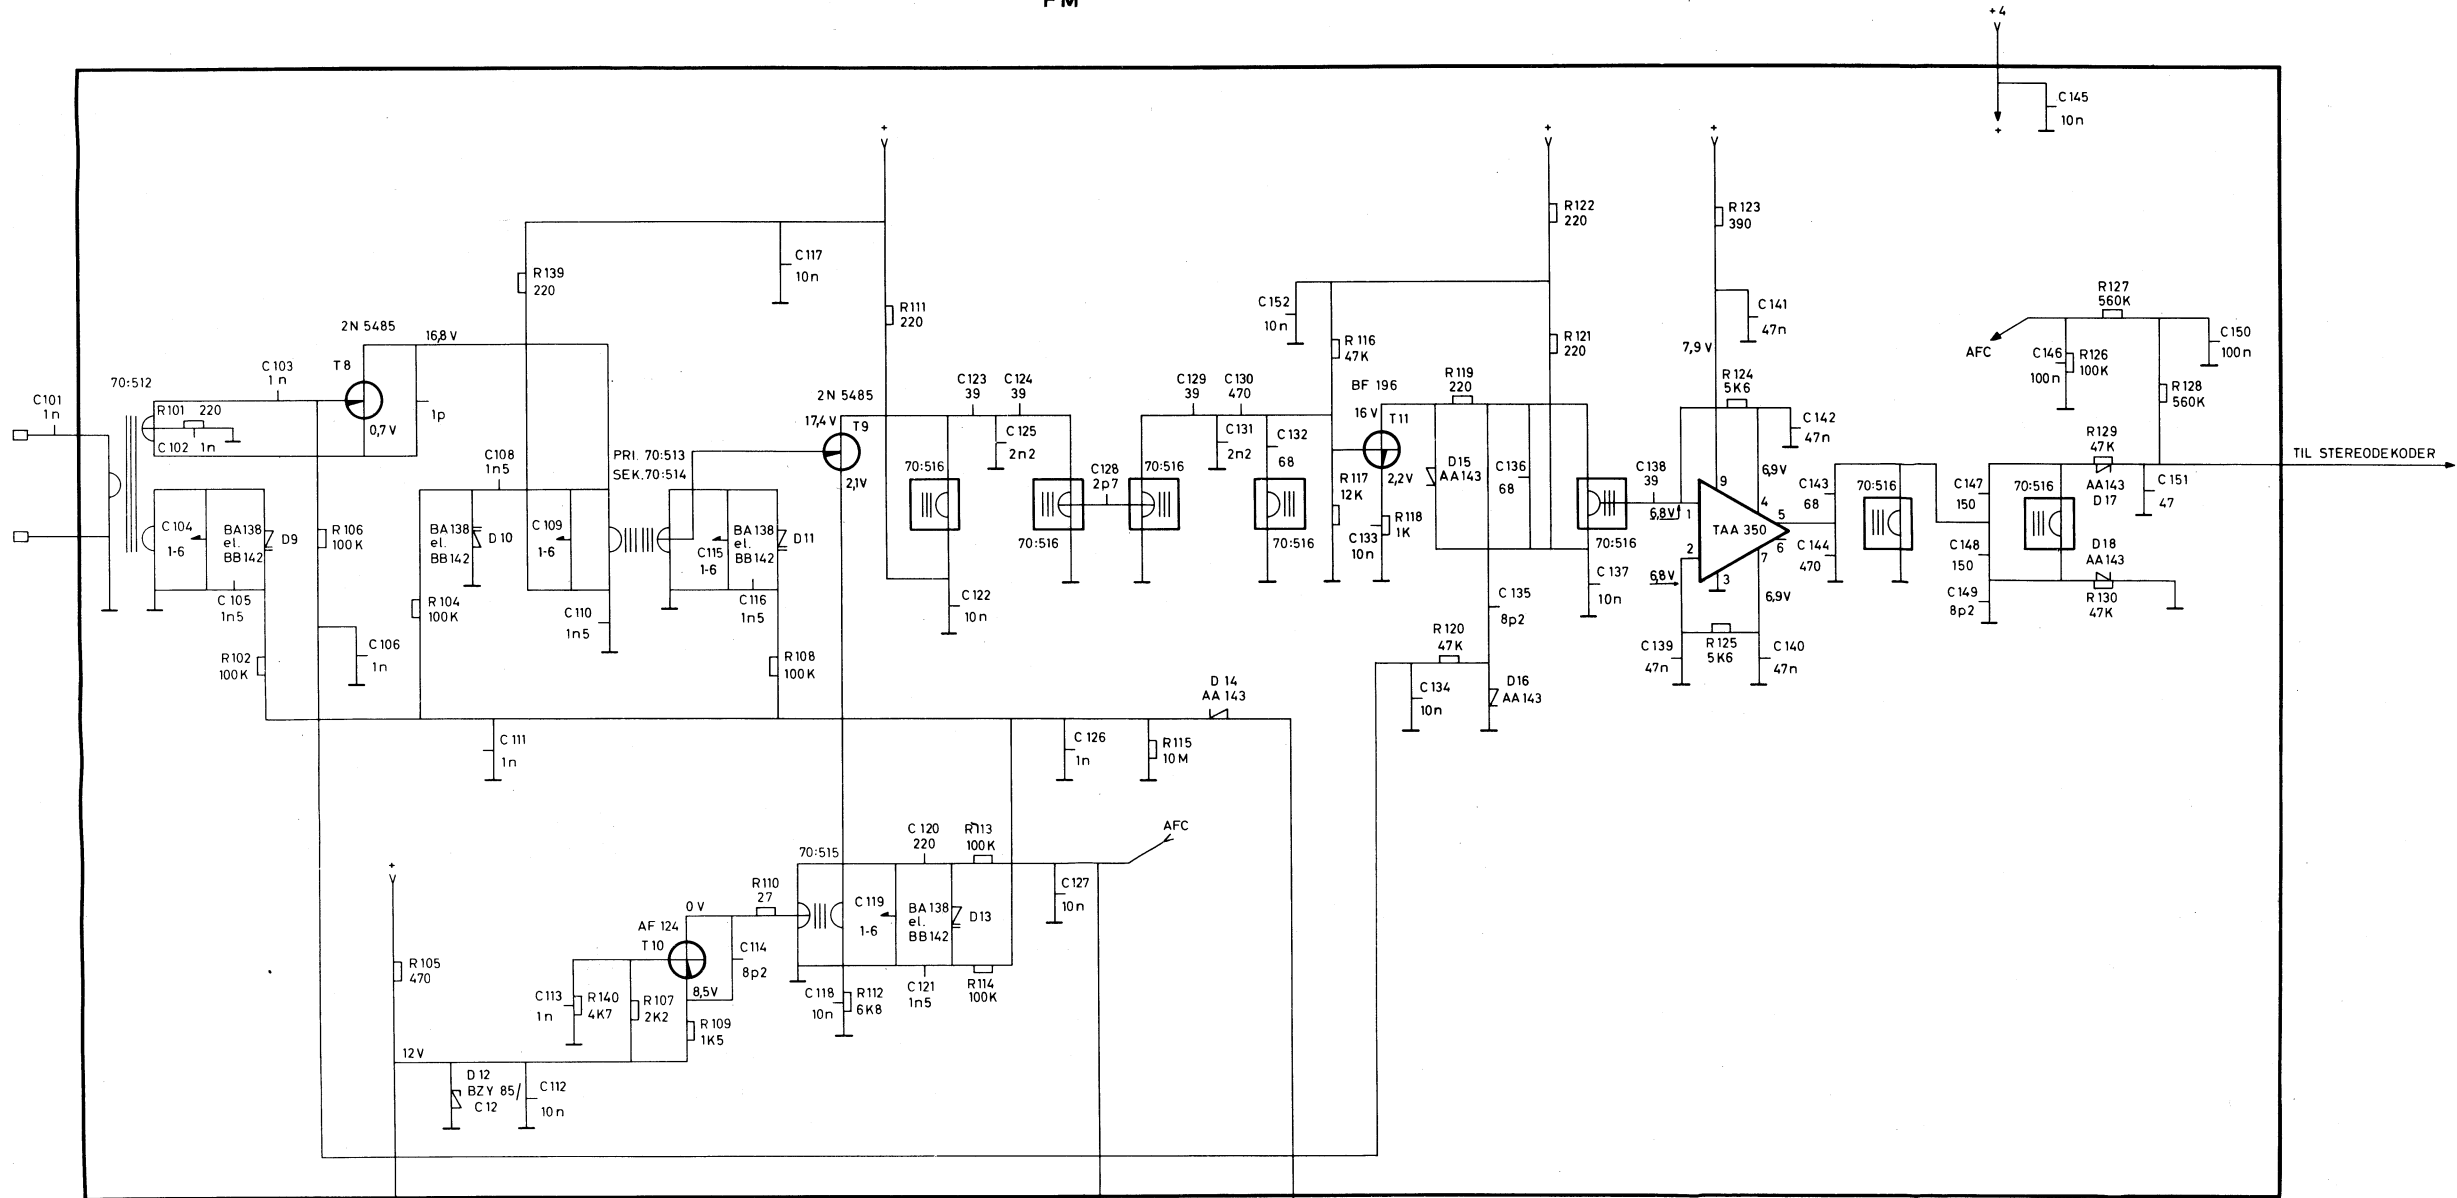 FM
+4
+
C145
10n
+
+
+
R122
220
R123
390
C117
10n
R139
220
R111
220
C152
10n
R116
47K
R121
220
C141
47n
7,9V
R127
560K
C150
100n
AFC
C146
100n
R126
100K
R128
560K
2N 5485
16,8 V
T8
C103
1n
70:512
C101
1n
R101 220
C102 1n
0,7 V
1p
2N 5485
17,4V
T9
2,1V
C123
39
C124
39
C125
2n2
C129
39
C130
470
C131
2n2
C132
68
BF 196
16 V
T11
2,2V
R119
220
R124
5K6
C142
47n
R129
47K
AA143
D17
C151
47
TIL STEREODEKODER
PRI. 70:513
SEK.70:514
C108
1n5
70:516
C128
2p7
70:516
R117
12K
D15
AA143
C136
68
C138
39
6,8V
6,9V
9
4
1
5
TAA 350
2
6
7
3
6,8V
6,9V
C143
68
70:516
C147
150
70:516
C104
1-6
BA138
el.
BB142
D9
R106
100K
BA138
el.
BB142
D10
C109
1-6
C115
1-6
BA138
el.
BB142
D11
70:516
70:516
C133
10n
R118
1K
70:516
C144
470
C148
150
D18
AA143
R130
47K
C149
8p2
C105
1n5
R104
100K
C110
1n5
C116
1n5
C122
10n
C135
8p2
C137
10n
R102
100K
C106
1n
R108
100K
R120
47K
C139
47n
R125
5K6
C140
47n
C134
10n
D16
AA143
D14
AA143
C111
1n
C126
1n
R115
10M
AFC
C120
220
R113
100K
70:515
+
R110
27
C119
1-6
BA138
el.
BB142
D13
C127
10n
0 V
AF 124
T10
C114
8p2
8,5V
R105
470
C113
1n
R140
4K7
R107
2K2
R109
1K5
C118
10n
R112
6K8
C121
1n5
R114
100K
12V
D12
BZY 85/
C12
C112
10n